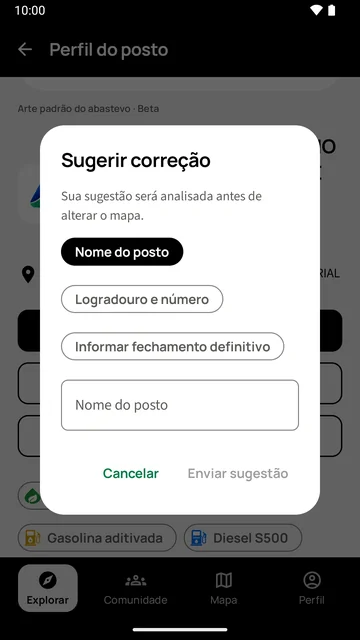 10:00
Perfil do posto
Arte padrão do abastevo · Beta
Sugerir correção
Sua sugestão será analisada antes de
alterar o mapa.
Nome do posto
Logradouro e número
Informar fechamento definitivo
Nome do posto
Cancelar
Enviar sugestão
Gasolina aditivada
Diesel S500
Explorar
Comunidade
Mapa
Perfil